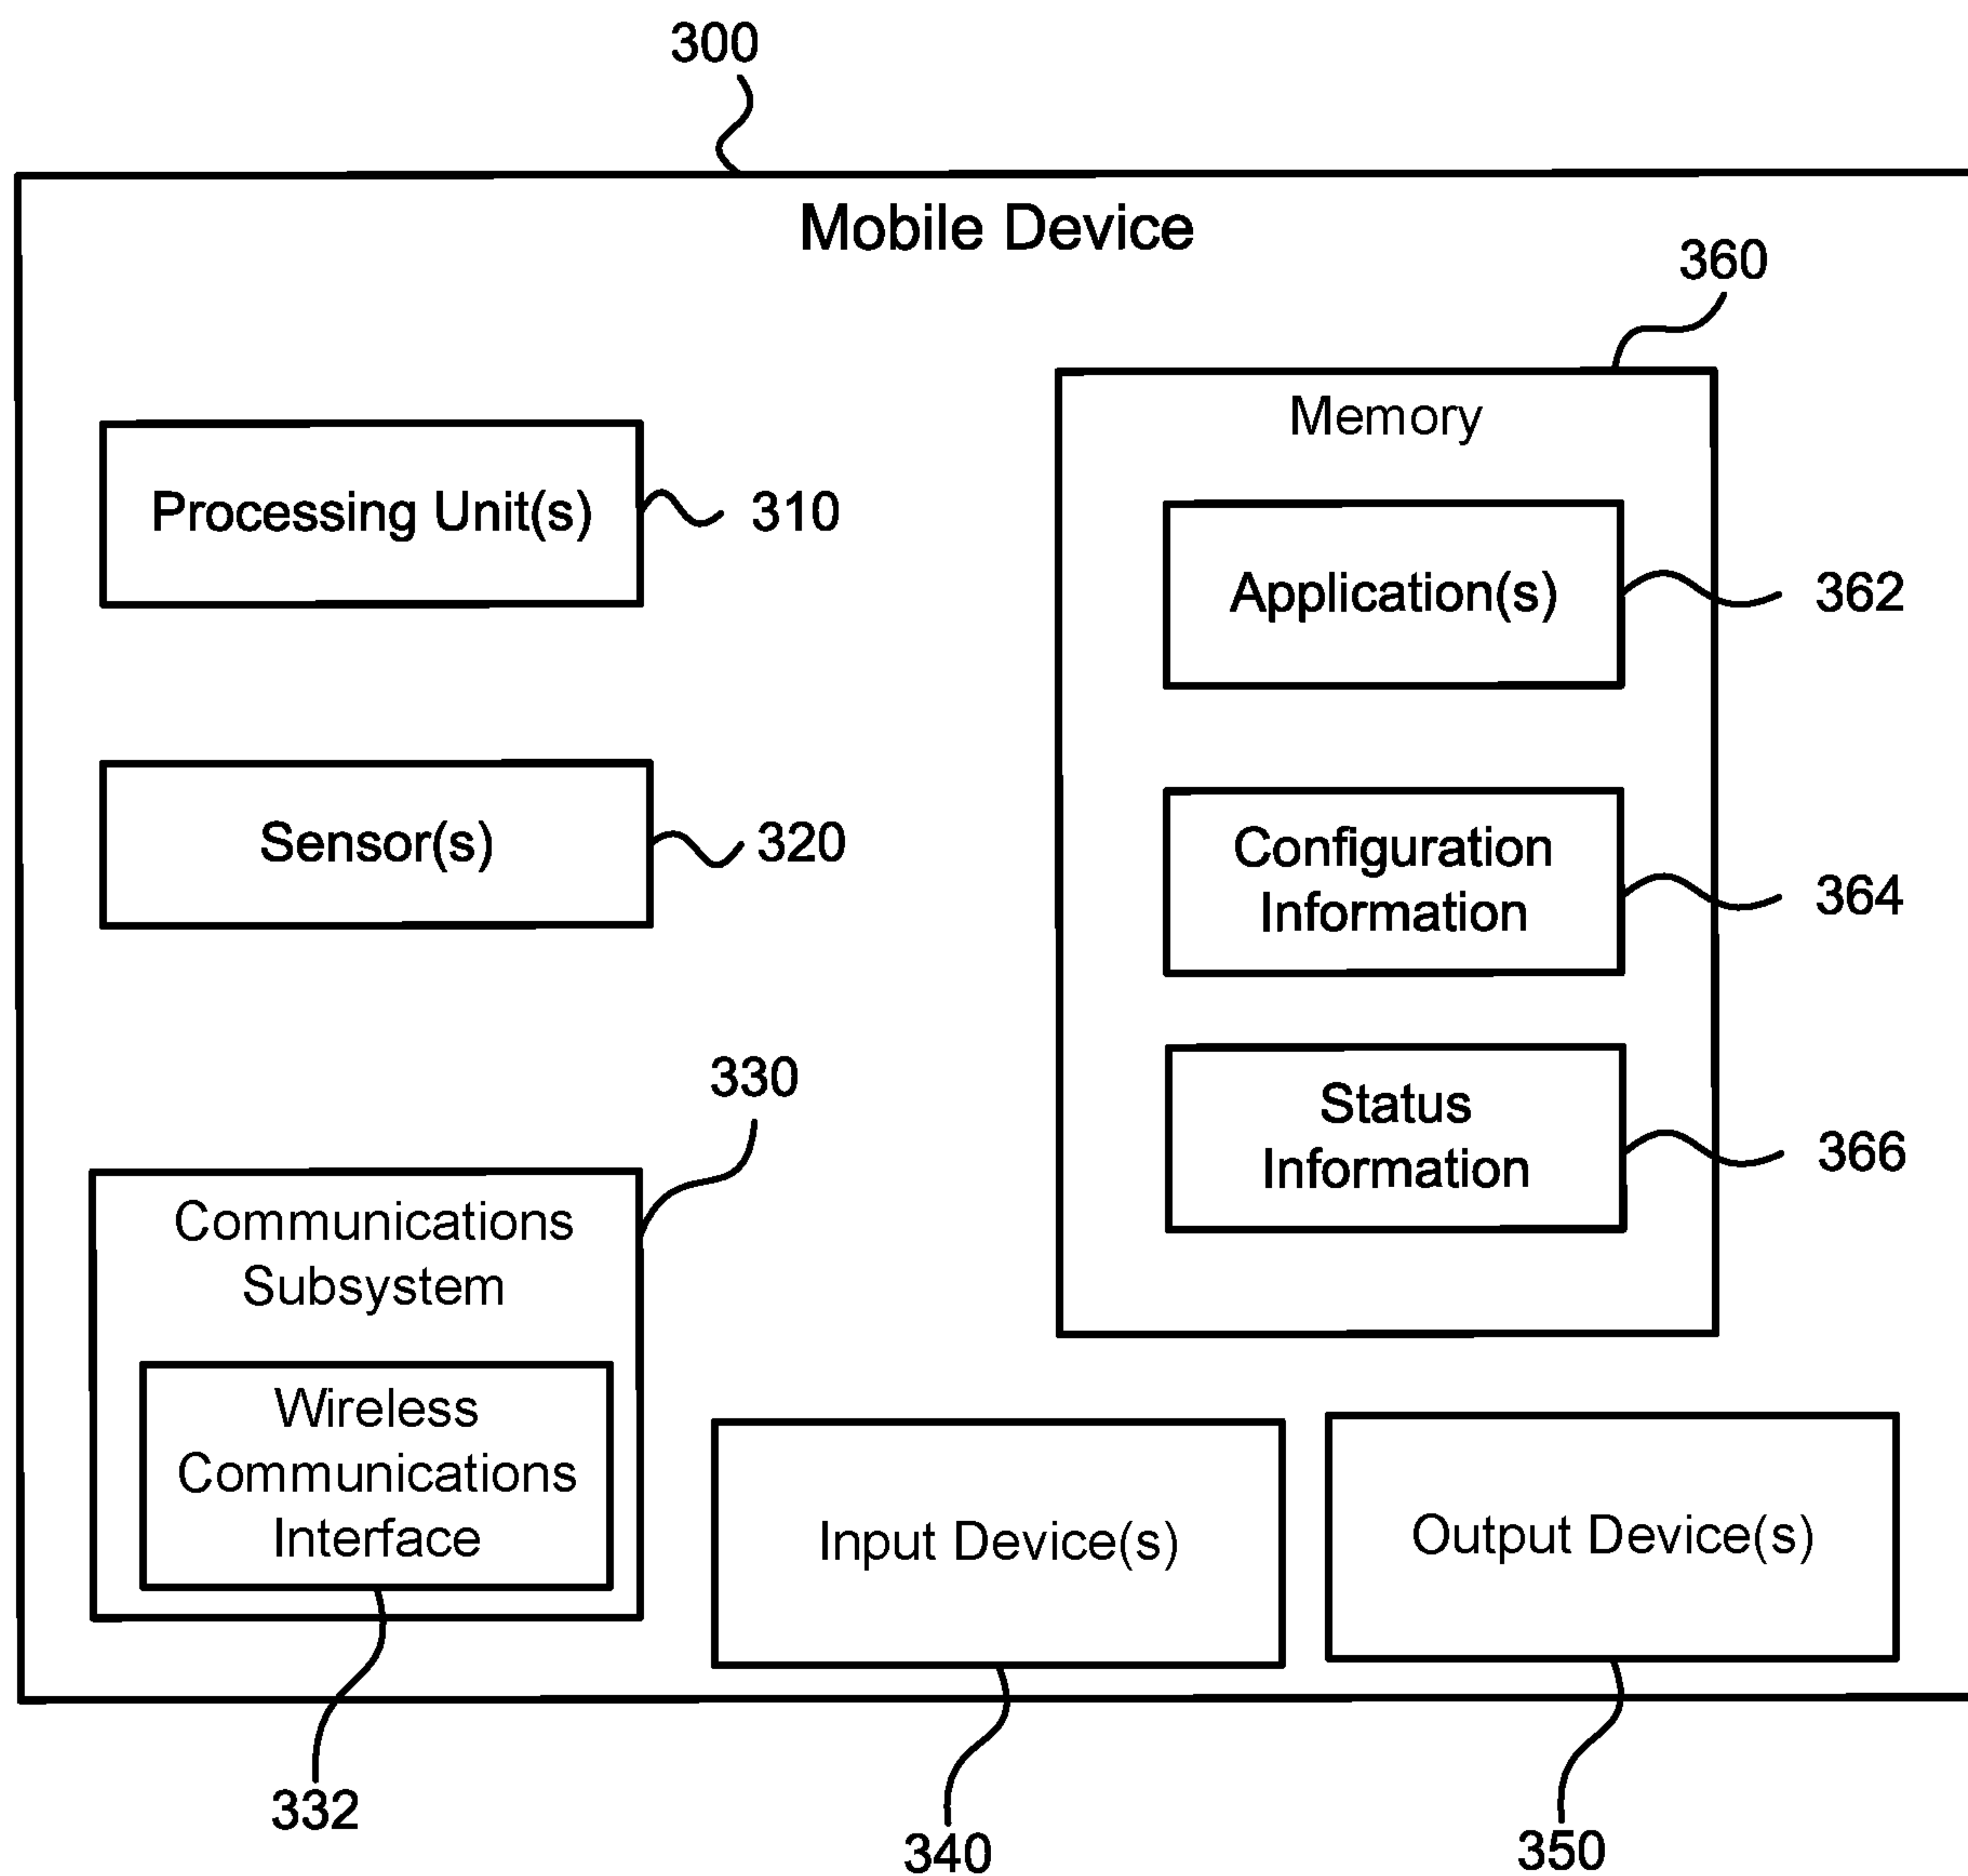 300
Mobile Device
360
Memory
Processing Unit(s)
310
Application(s)
362
Sensor(s)
320
Configuration
Information
364
330
Status
Information
366
Communications
Subsystem
Wireless
Communications
Interface
Input Device(s)
Output Device(s)
332
340
350